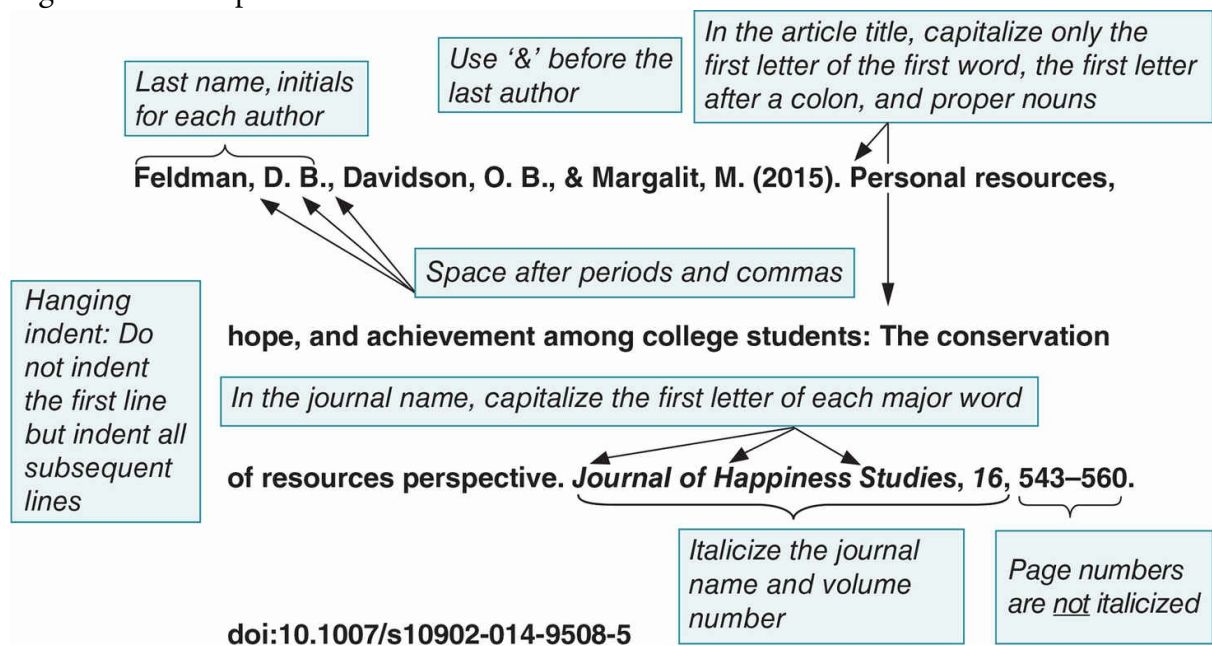 In the article title, capitalize only the
first letter of the first word, the first letter
after a colon, and proper nouns
Use ‘&’ before the
last author
Last name, initials
for each author
Feldman, D. B., Davidson, O. B., & Margalit, M. (2015). Personal resources,
Space after periods and commas
Hanging
indent: Do
not indent
the first line
but indent all
subsequent
lines
hope, and achievement among college students: The conservation
In the journal name, capitalize the first letter of each major word
of resources perspective. Journal of Happiness Studies, 16, 543–560.
Italicize the journal
name and volume
number
Page numbers
are not italicized
doi:10.1007/s10902-014-9508-5